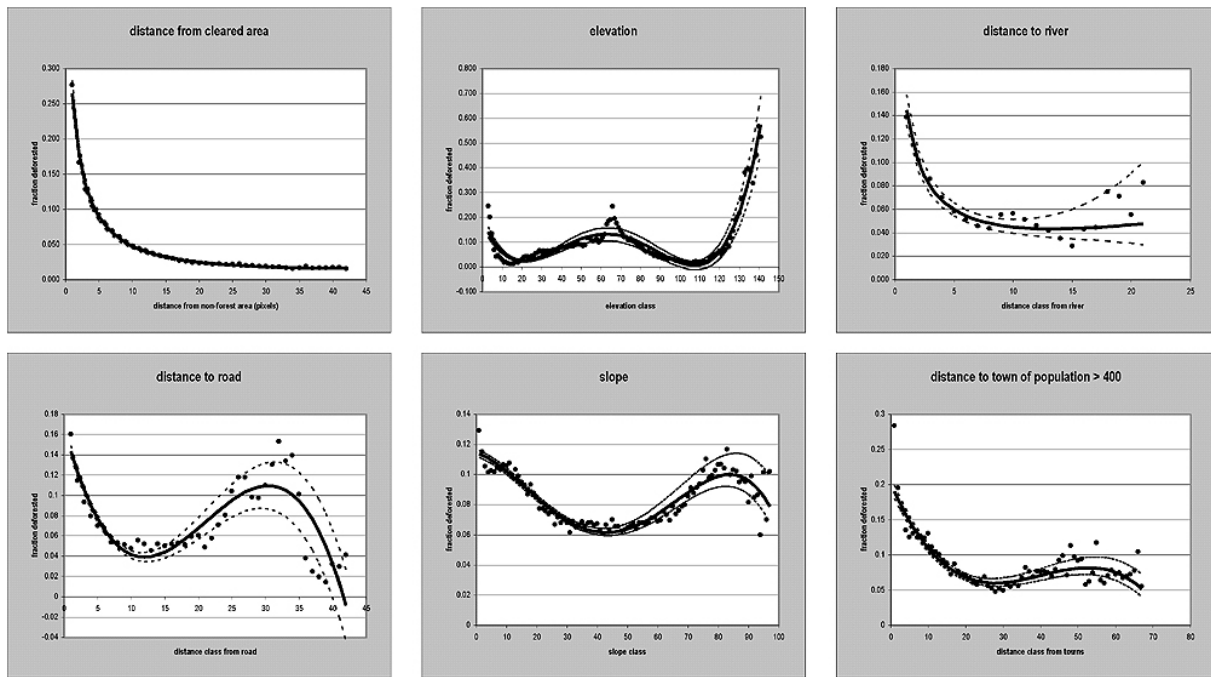 distance from cleared area
0.300
0.250
0.200
0.150
0.100
0.050
0.000
fraction deforested
0 5 10 15 20 25 30 35 40 45
distance from non-forest area (pixels)
elevation
0.800
0.700
0.600
0.500
0.400
0.300
0.200
0.100
0.000
-0.100
fraction deforested
0 10 20 30 40 50 60 70 80 90 100 110 120 130 140 150
elevation class
distance to river
0.180
0.160
0.140
0.120
0.100
0.080
0.060
0.040
0.020
0.000
fraction deforested
0 5 10 15 20 25
distance class from river
distance to road
0.18
0.16
0.14
0.12
0.1
0.08
0.06
0.04
0.02
0
-0.02
-0.04
fraction deforested
0 5 10 15 20 25 30 35 40 45
distance class from road
slope
0.14
0.12
0.1
0.08
0.06
0.04
0.02
0
fraction deforested
0 10 20 30 40 50 60 70 80 90 100
slope class
distance to town of population > 400
0.3
0.25
0.2
0.15
0.1
0.05
0
fraction deforested
0 10 20 30 40 50 60 70 80
distance class from towns